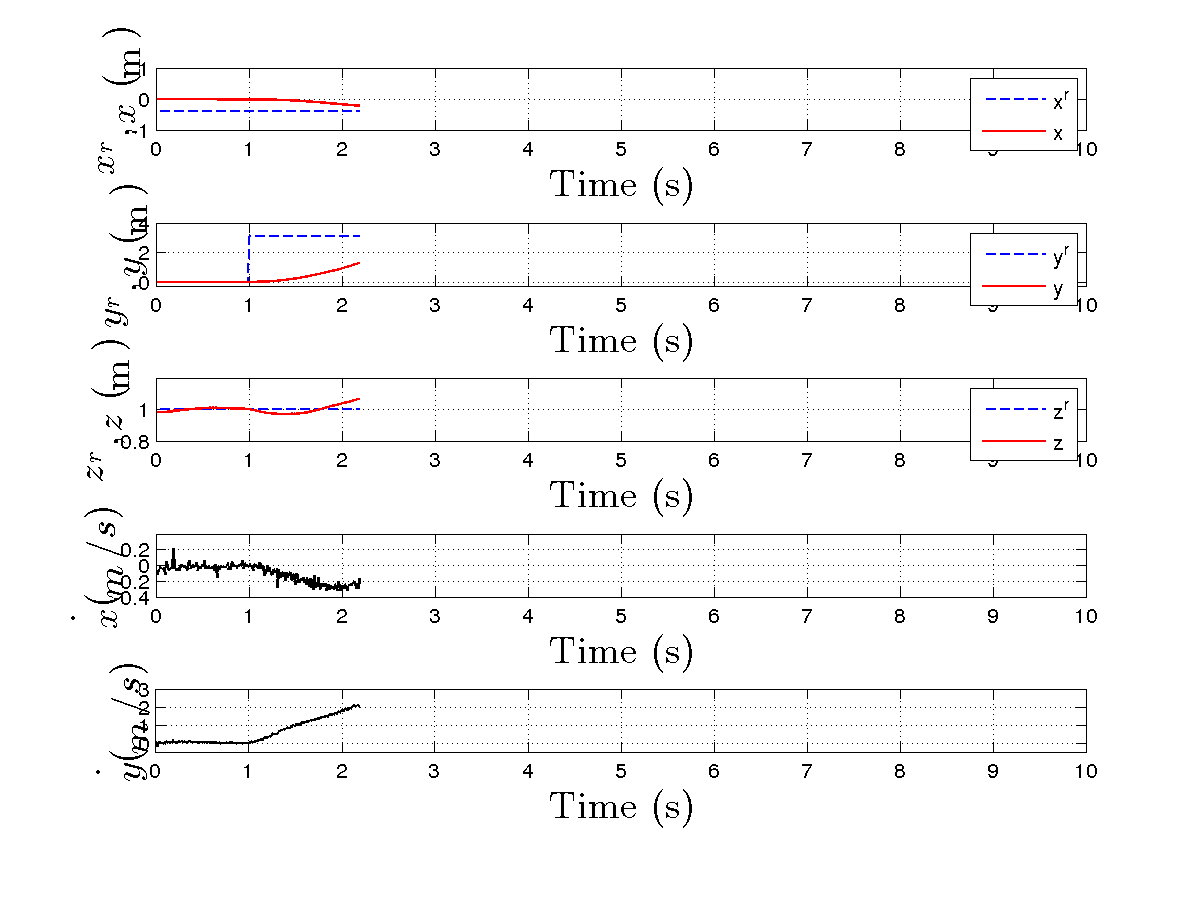 x^r, x (m)
1
0
-1
0 1 2 3 4 5 6 7 8 9 10
x^r
x
Time (s)
y^r, y (m)
4
2
0
0 1 2 3 4 5 6 7 8 9 10
y^r
y
Time (s)
z^r, z (m)
1
0.8
0 1 2 3 4 5 6 7 8 9 10
z^r
z
Time (s)
ẋ(m/s)
0.2
0
-0.2
-0.4
0 1 2 3 4 5 6 7 8 9 10
Time (s)
ẏ(m/s)
3
2
1
0
0 1 2 3 4 5 6 7 8 9 10
Time (s)